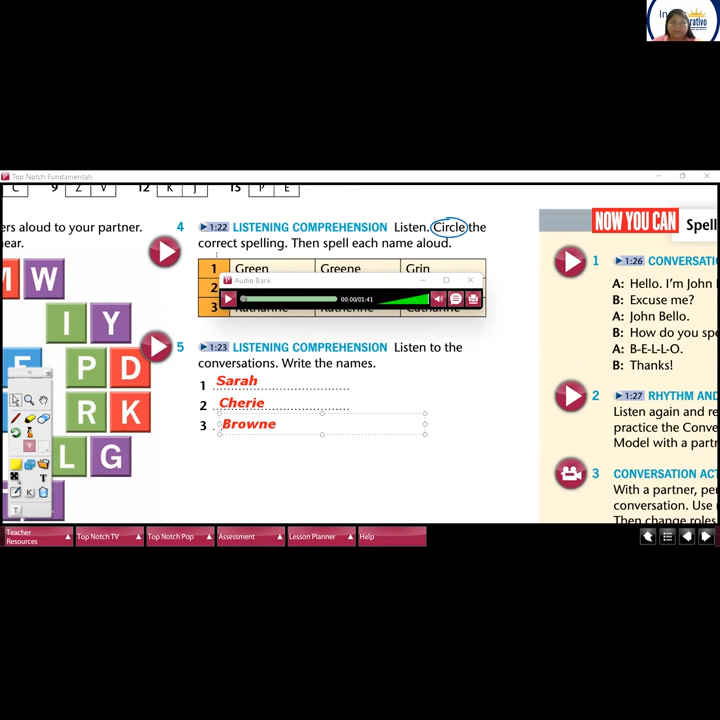 Top Notch Fundamentals
C 9 Z V 12 K J 15 P E
ers aloud to your partner.
ear.
M W
I Y
P D
R K
L G
4 1:22 LISTENING COMPREHENSION Listen. Circle the
correct spelling. Then spell each name aloud.
1 Green Greene Grin
2
3 Katharine Katherine Catharine
Audio Bank
00:00/01:41
5 1:23 LISTENING COMPREHENSION Listen to the
conversations. Write the names.
1 Sarah
2 Cherie
3 Browne
NOW YOU CAN Spell
1 1:26 CONVERSATIO
A: Hello. I'm John
B: Excuse me?
A: John Bello.
B: How do you spe
A: B-E-L-L-O.
B: Thanks!
2 1:27 RHYTHM AND
Listen again and re
practice the Conve
Model with a partn
3 CONVERSATION ACT
With a partner, per
conversation. Use
Then change roles
Teacher
Resources
Top Notch TV
Top Notch Pop
Assessment
Lesson Planner
Help